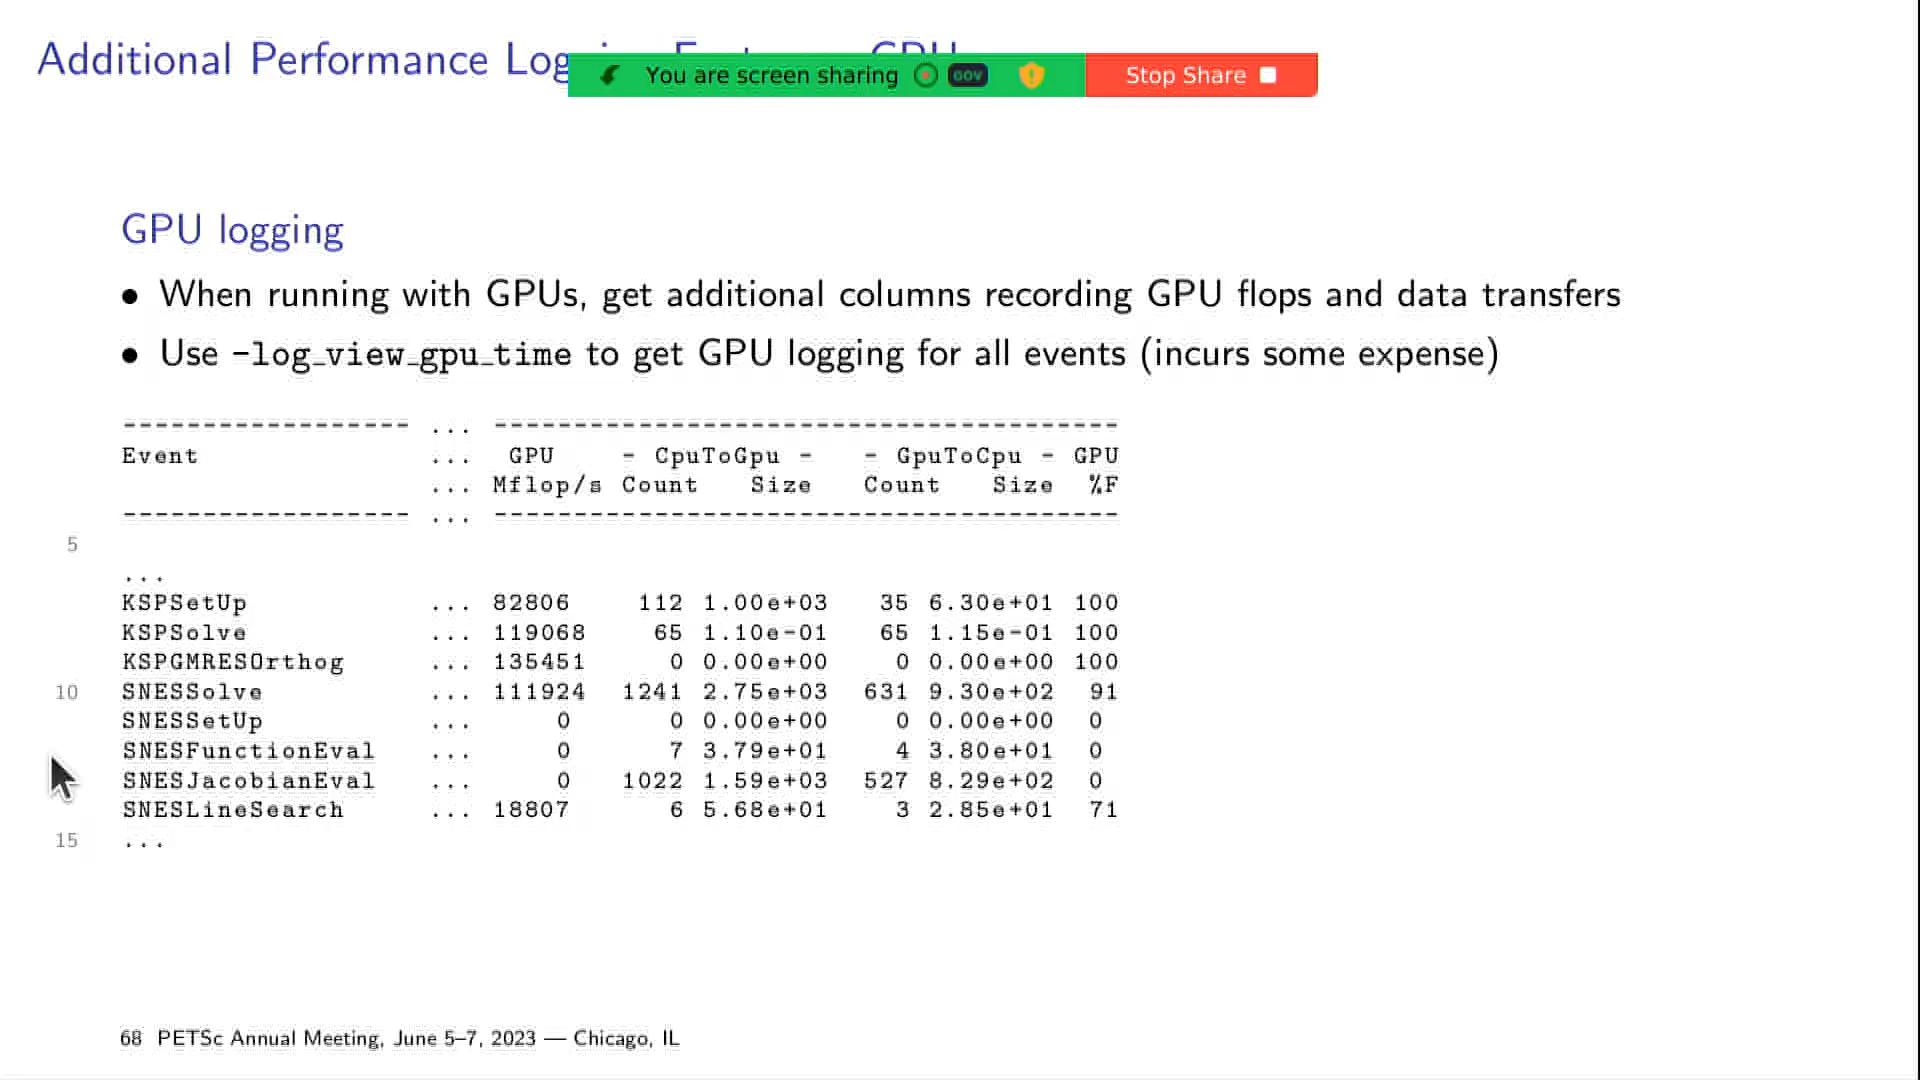 Additional Performance Log
You are screen sharing GOV Stop Share
GPU logging
• When running with GPUs, get additional columns recording GPU flops and data transfers
• Use -log_view_gpu_time to get GPU logging for all events (incurs some expense)
------------------ ... ---------------------------------------
Event ... GPU - CpuToGpu - - GpuToCpu - GPU
... Mflop/s Count Size Count Size %F
------------------ ... ---------------------------------------
5
...
KSPSetUp ... 82806 112 1.00e+03 35 6.30e+01 100
KSPSolve ... 119068 65 1.10e-01 65 1.15e-01 100
KSPGMRESOrthog ... 135451 0 0.00e+00 0 0.00e+00 100
10 SNESSolve ... 111924 1241 2.75e+03 631 9.30e+02 91
SNESSetUp ... 0 0 0.00e+00 0 0.00e+00 0
SNESFunctionEval ... 0 7 3.79e+01 4 3.80e+01 0
SNESJacobianEval ... 0 1022 1.59e+03 527 8.29e+02 0
SNESLineSearch ... 18807 6 5.68e+01 3 2.85e+01 71
15 ...
68 PETSc Annual Meeting, June 5–7, 2023 — Chicago, IL